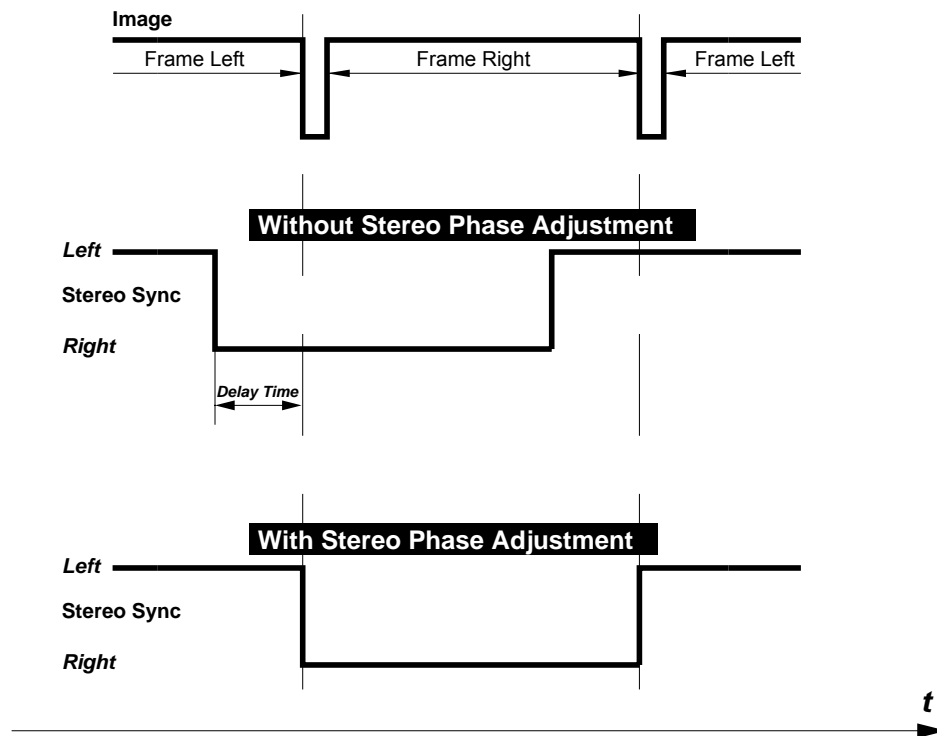 Image
Frame Left Frame Right Frame Left
Without Stereo Phase Adjustment
Left
Stereo Sync
Right
Delay Time
With Stereo Phase Adjustment
Left
Stereo Sync
Right
t